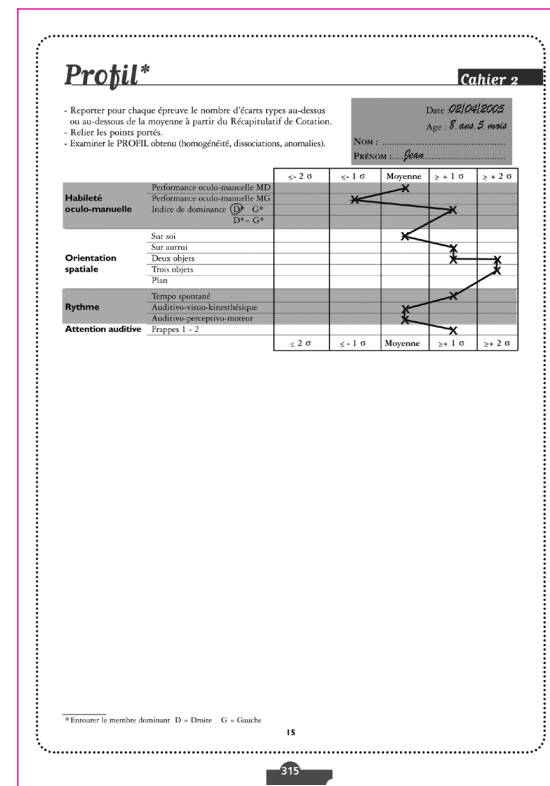 Profil*
Cahier 2
- Reporter pour chaque épreuve le nombre d'écarts types au-dessus
ou au-dessous de la moyenne à partir du Récapitulatif de Cotation.
- Relier les points portés.
- Examiner le PROFIL obtenu (homogénéité, dissociations, anomalies).
Date : 02/04/2005
Age : 8 ans 5 mois
NOM :
PRÉNOM : Jean
≤- 2 σ ≤- 1 σ Moyenne ≥ + 1 σ ≥ + 2 σ
Habileté oculo-manuelle
Performance oculo-manuelle MD
Performance oculo-manuelle MG
Indice de dominance D* G*
D*= G*
Orientation spatiale
Sur soi
Sur autrui
Deux objets
Trois objets
Plan
Rythme
Tempo spontané
Auditivo-visuo-kinesthésique
Auditivo-perceptivo-moteur
Attention auditive Frappes 1 - 2
≤ 2 σ ≤ - 1 σ Moyenne ≥+ 1 σ ≥+ 2 σ
* Entourer le membre dominant D = Droite G = Gauche
15
315